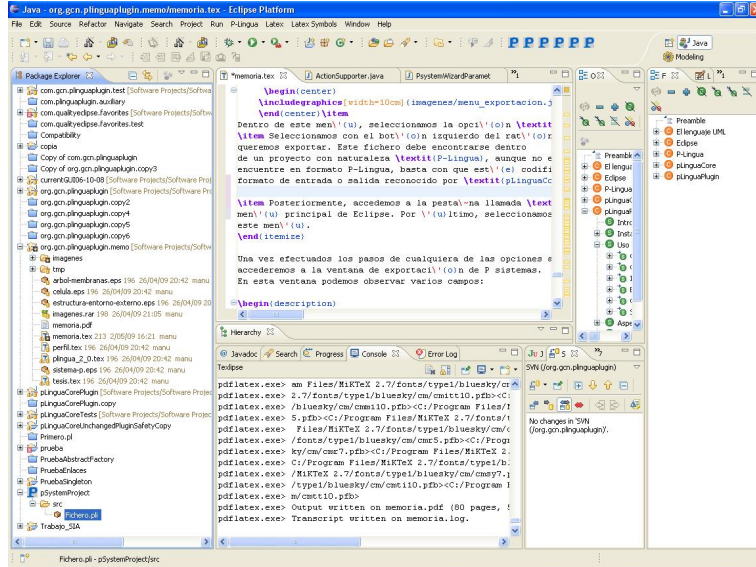 Java - org.gcn.plinguaplugin.memo/memoria.tex - Eclipse Platform
File Edit Source Refactor Navigate Search Project Run P-Lingua Latex Latex Symbols Window Help
P P P P P P
Java
Modeling
Package Explorer
com.gcn.plinguaplugin.test [Software Projects/Softwa
com.plinguaplugin.auxiliary
com.qualityeclipse.favorites [Software Projects/Softwa
com.qualityeclipse.favorites.test
Compatibility
copia
Copy of com.gcn.plinguaplugin
Copy of org.gcn.plinguaplugin.copy3
currentGUI06-10-08 [Software Projects/Software Proj
org.gcn.plinguaplugin [Software Projects/Software Pro
org.gcn.plinguaplugin.copy2
org.gcn.plinguaplugin.copy4
org.gcn.plinguaplugin.copy5
org.gcn.plinguaplugin.copy6
org.gcn.plinguaplugin.memo [Software Projects/Softw
imagenes
tmp
arbol-membranas.eps 196 26/04/09 20:42 manu
celula.eps 196 26/04/09 20:42 manu
estructura-entorno-externo.eps 196 26/04/09 20
imagenes.rar 198 26/04/09 21:05 manu
memoria.pdf
memoria.tex 213 2/05/09 16:21 manu
perfil.tex 196 26/04/09 20:42 manu
plingua_2_0.tex 196 26/04/09 20:42 manu
sistema-p.eps 196 26/04/09 20:42 manu
tesis.tex 196 26/04/09 20:42 manu
pLinguaCorePlugin [Software Projects/Software Projec
pLinguaCorePlugin.copy
pLinguaCoreTests [Software Projects/Software Projec
pLinguaCoreUnchangedPluginSafetyCopy
Primero.pl
prueba
PruebaAbstractFactory
PruebaEnlaces
PruebaSingleton
pSystemProject
src
Fichero.pli
Trabajo_SIA
*memoria.tex
ActionSupporter.java
PsystemWizardParamet
\begin{center}
\includegraphics[width=10cm]{imagenes/menu_exportacion.j
\end{center}\item
Dentro de este men\'{u}, seleccionamos la opci\'{o}n \textit
\item Seleccionamos con el bot\'{o}n izquierdo del rat\'{o}n
queremos exportar. Este fichero debe encontrarse dentro
de un proyecto con naturaleza \textit{P-Lingua}, aunque no e
encuentre en formato P-Lingua, basta con que est\'{e} codifi
formato de entrada o salida reconocido por \textit{pLinguaCo
\item Posteriormente, accedemos a la pesta\~na llamada \text
men\'{u} principal de Eclipse. Por \'{u}ltimo, seleccionamos
este men\'{u}.
\end{itemize}
Una vez efectuados los pasos de cualquiera de las opciones a
accederemos a la ventana de exportaci\'{o}n de P sistemas.
En esta ventana podemos observar varios campos:
\begin{description}
Hierarchy
Javadoc Search Progress Console Error Log
Texlipse
pdflatex.exe> am Files/MiKTeX 2.7/fonts/type1/bluesky/cm
pdflatex.exe> 2.7/fonts/type1/bluesky/cm/cmitt10.pfb><C:
pdflatex.exe> /bluesky/cm/cmmi10.pfb><C:/Program Files/M
pdflatex.exe> 5.pfb><C:/Program Files/MiKTeX 2.7/fonts/t
pdflatex.exe> Files/MiKTeX 2.7/fonts/type1/bluesky/cm/c
pdflatex.exe> /fonts/type1/bluesky/cm/cmr5.pfb><C:/Progr
pdflatex.exe> ky/cm/cmr7.pfb><C:/Program Files/MiKTeX 2.
pdflatex.exe> C:/Program Files/MiKTeX 2.7/fonts/type1/b
pdflatex.exe> /MiKTeX 2.7/fonts/type1/bluesky/cm/cmsy7.p
pdflatex.exe> /type1/bluesky/cm/cmti10.pfb><C:/Program F
pdflatex.exe> m/cmtt10.pfb>
pdflatex.exe> Output written on memoria.pdf (80 pages,
pdflatex.exe> Transcript written on memoria.log.
Preamble
El lengua
Eclipse
P-Lingua
pLinguaC
pLinguaP
Intro
Insta
Uso
Aspe
Preamble
El lenguaje UML
Eclipse
P-Lingua
pLinguaCore
pLinguaPlugin
SVN (/org.gcn.plinguaplugin)
No changes in 'SVN
(/org.gcn.plinguaplugin)'.
Fichero.pli - pSystemProject/src